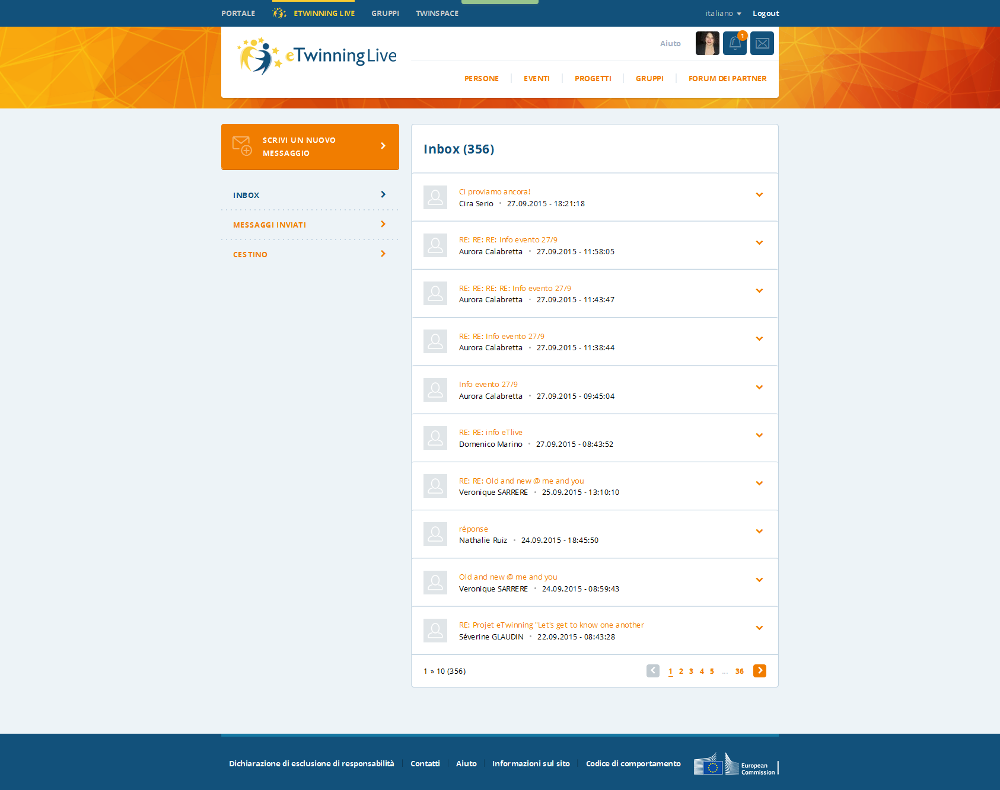 PORTALE ETWINNING LIVE GRUPPI TWINSPACE italiano Logout
eTwinningLive
Aiuto 1
PERSONE EVENTI PROGETTI GRUPPI FORUM DEI PARTNER
SCRIVI UN NUOVO
MESSAGGIO
INBOX
MESSAGGI INVIATI
CESTINO
Inbox (356)
Ci proviamo ancora!
Cira Serio • 27.09.2015 - 18:21:18
RE: RE: RE: Info evento 27/9
Aurora Calabretta • 27.09.2015 - 11:58:05
RE: RE: RE: RE: Info evento 27/9
Aurora Calabretta • 27.09.2015 - 11:43:47
RE: RE: Info evento 27/9
Aurora Calabretta • 27.09.2015 - 11:38:44
Info evento 27/9
Aurora Calabretta • 27.09.2015 - 09:45:04
RE: RE: info eTlive
Domenico Marino • 27.09.2015 - 08:43:52
RE: RE: Old and new @ me and you
Veronique SARRERE • 25.09.2015 - 13:10:10
réponse
Nathalie Ruiz • 24.09.2015 - 18:45:50
Old and new @ me and you
Veronique SARRERE • 24.09.2015 - 08:59:43
RE: Projet eTwinning "Let's get to know one another
Séverine GLAUDIN • 22.09.2015 - 08:43:28
1 » 10 (356) 1 2 3 4 5 ... 36
Dichiarazione di esclusione di responsabilità Contatti Aiuto Informazioni sul sito Codice di comportamento
European
Commission